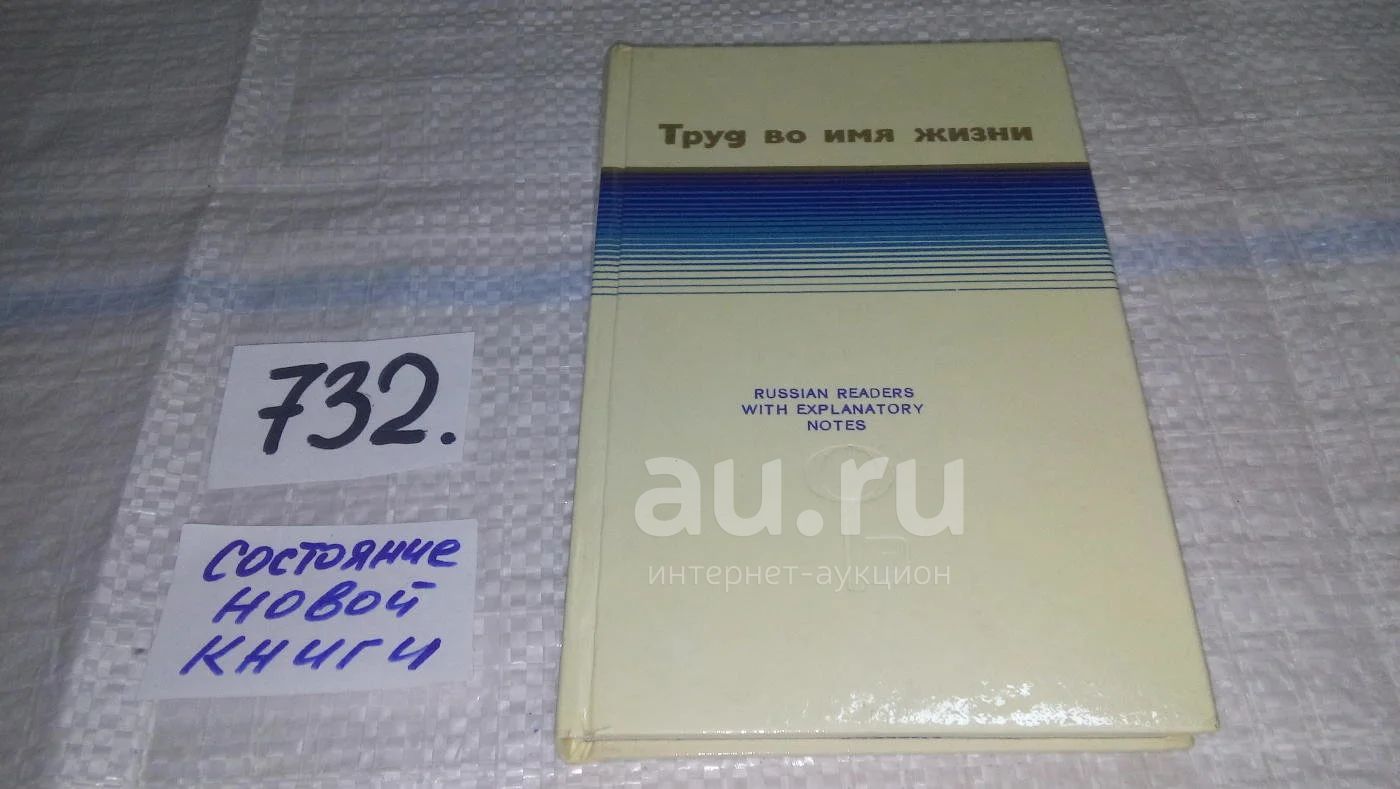 Труд во имя жизни
RUSSIAN READERS
WITH EXPLANATORY
NOTES
732.
состояние
новой
книги
au.ru
интернет-аукцион